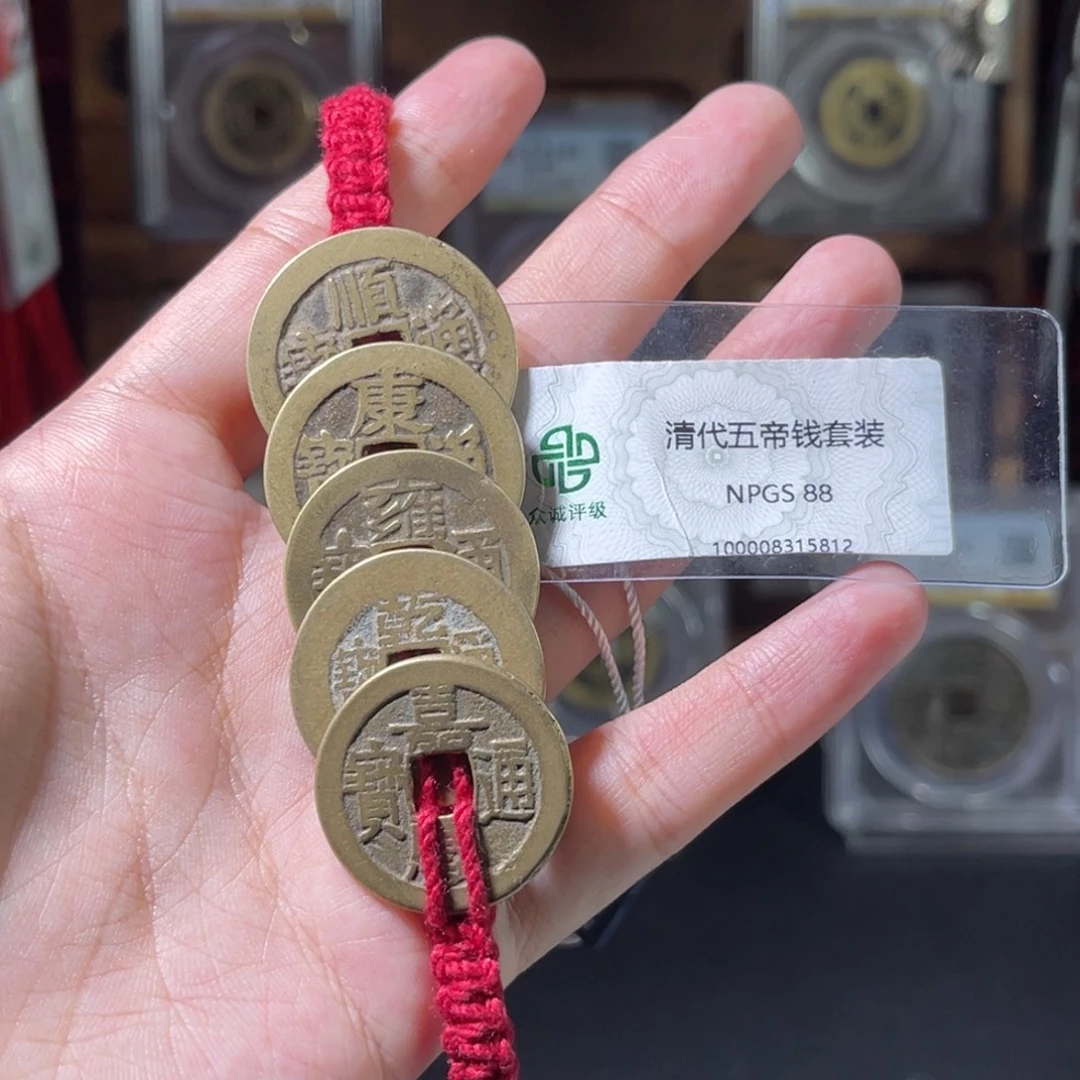 順
康
雍
乾
嘉
寶 通
清代五帝钱套装
NPGS 88
100008315812
众诚评级